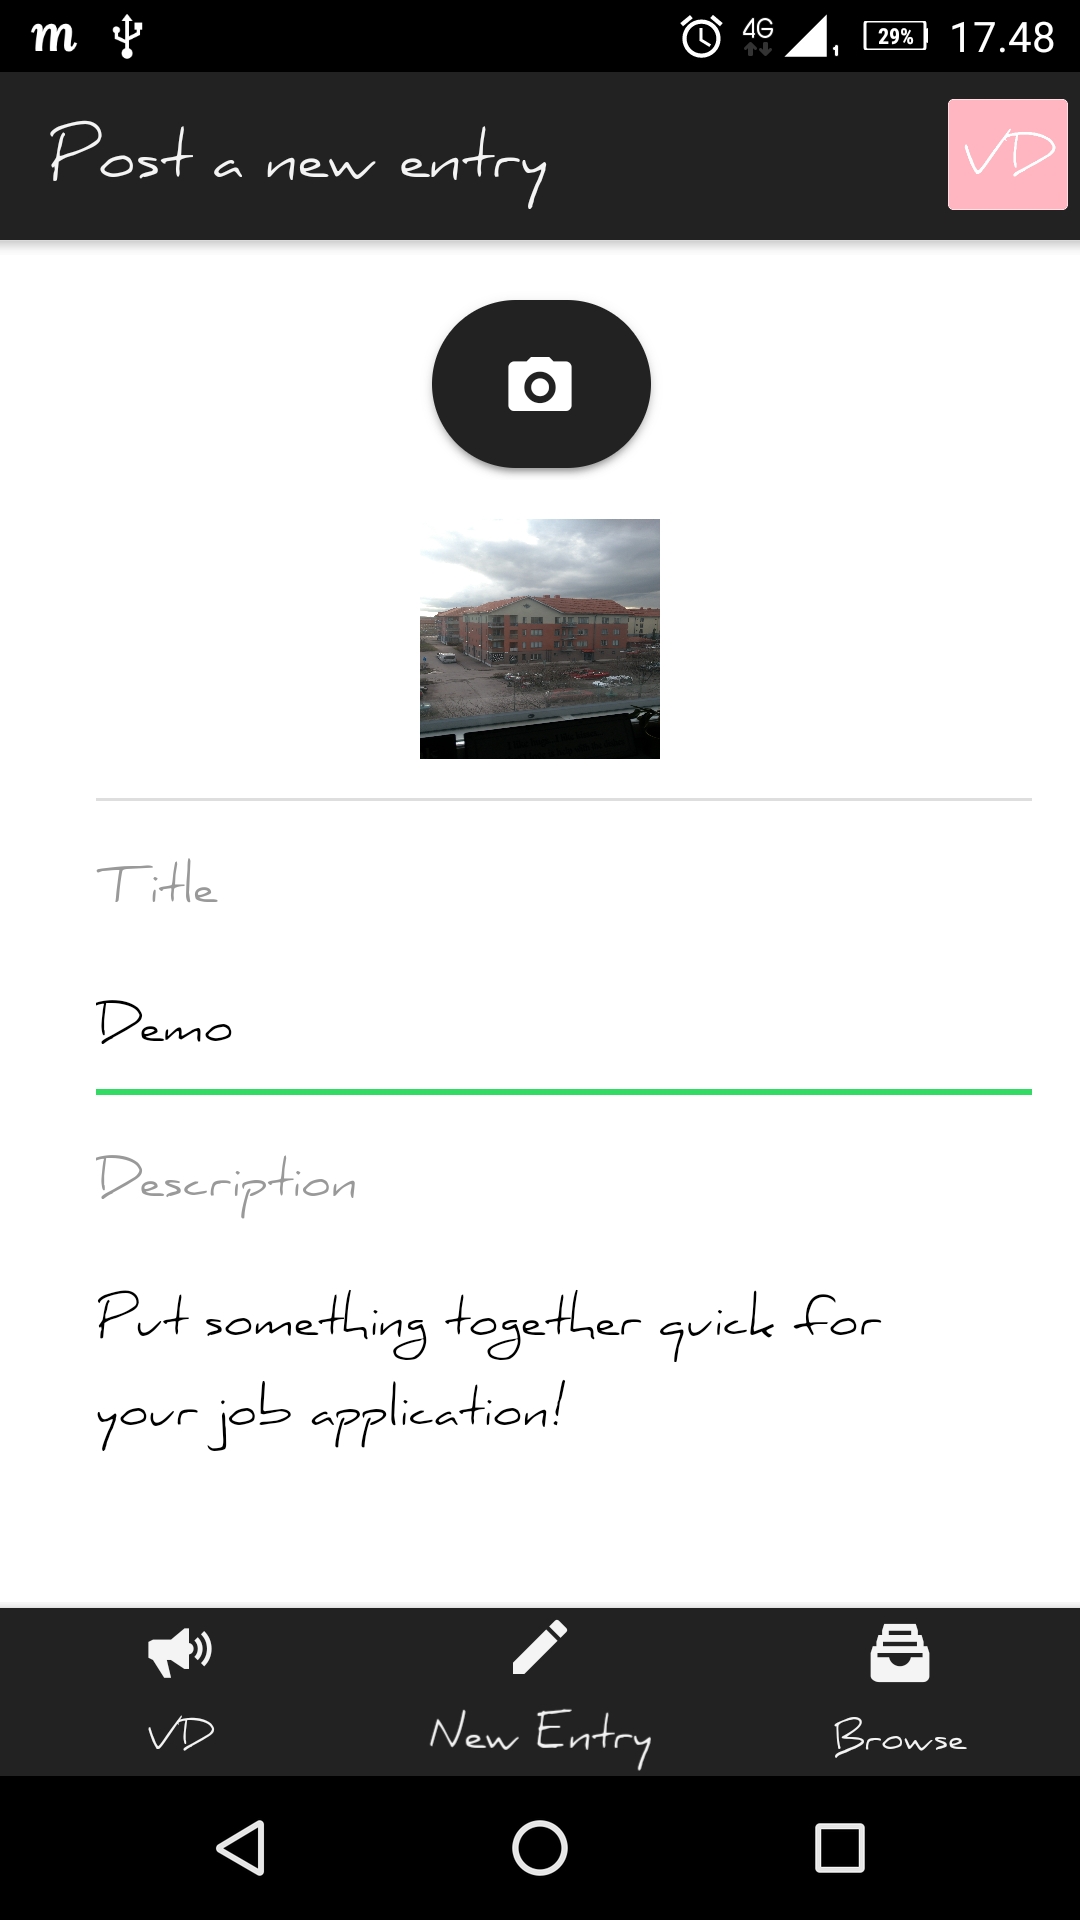 m 4G 1 29% 17.48
Post a new entry VD
Title
Demo
Description
Put something together quick for
your job application!
VD New Entry Browse